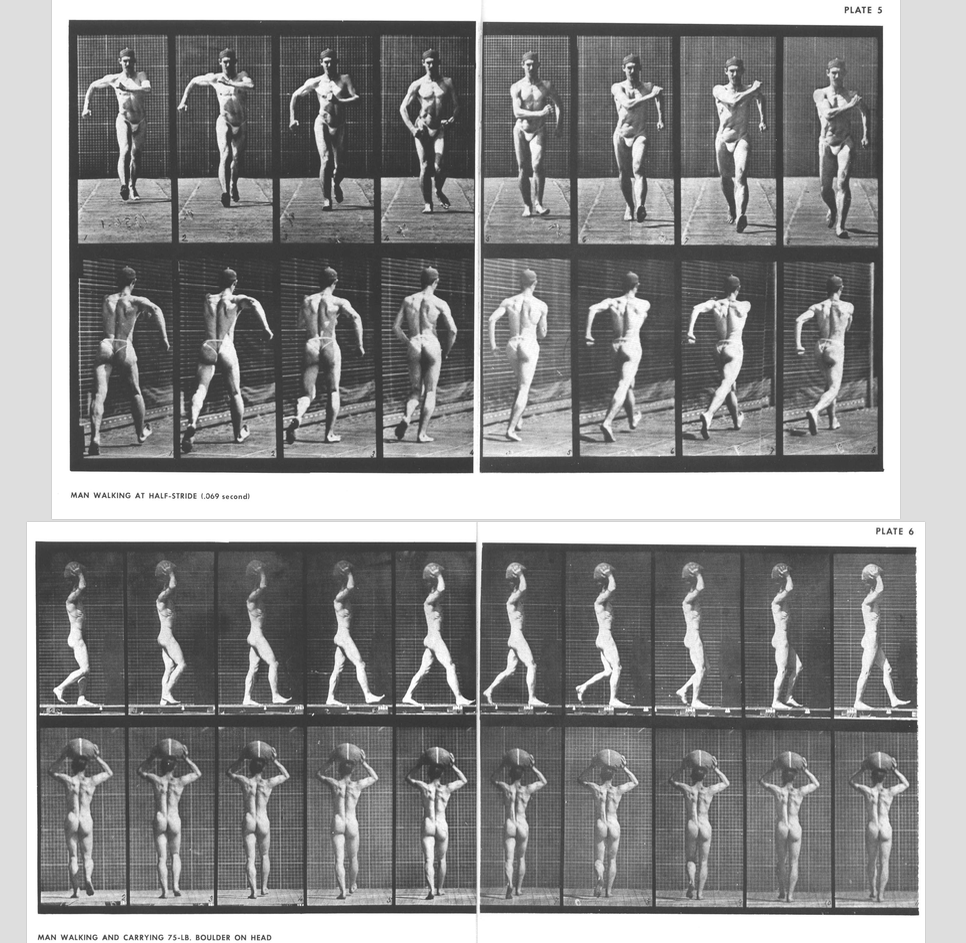 PLATE 5
MAN WALKING AT HALF-STRIDE (.069 second)
PLATE 6
MAN WALKING AND CARRYING 75-LB. BOULDER ON HEAD